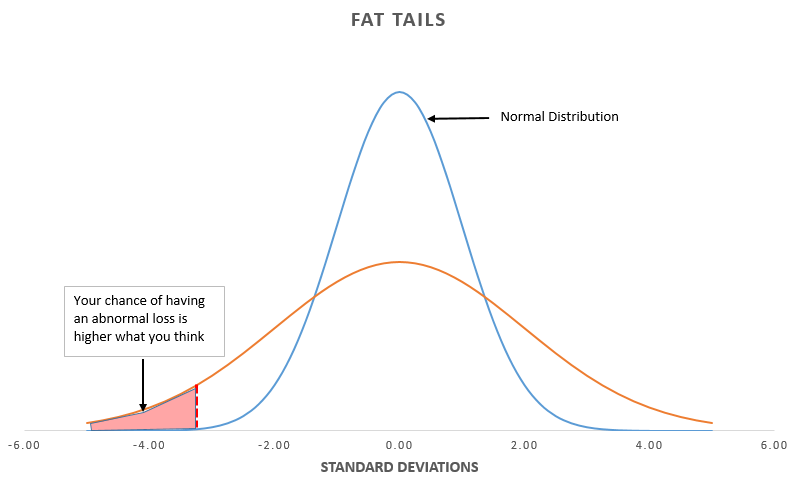 FAT TAILS
Normal Distribution
Your chance of having
an abnormal loss is
higher what you think
-6.00 -4.00 -2.00 0.00 2.00 4.00 6.00
STANDARD DEVIATIONS